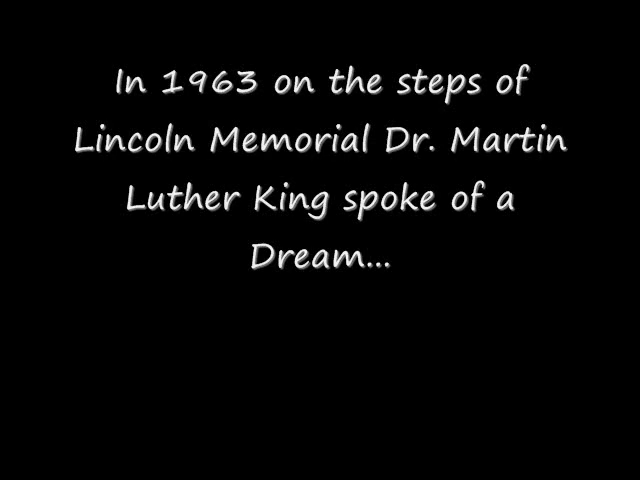 In 1963 on the steps of
Lincoln Memorial Dr. Martin
Luther King spoke of a
Dream...